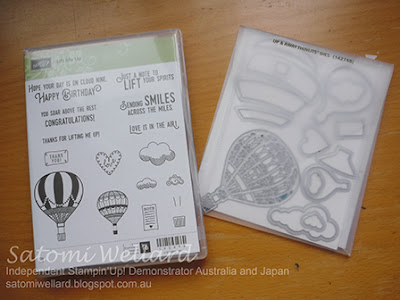 HOPE YOUR DAY IS ON CLOUD NINE.
HAPPY BIRTHDAY
YOU SOAR ABOVE THE REST.
CONGRATULATIONS!
THANKS FOR LIFTING ME UP!
THANK YOU!
JUST A NOTE TO
LIFT YOUR SPIRITS
SENDING SMILES
ACROSS THE MILES.
LOVE IS IN THE AIR!
UP & AWAY THINLITS DIES
Satomi Wellard
Independent Stampin'Up! Demonstrator Australia and Japan
satomiwellard.blogspot.com.au